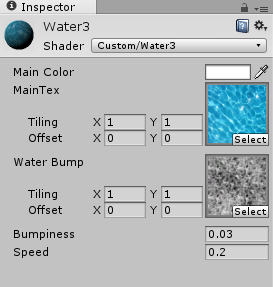 Inspector
Water3
Shader Custom/Water3
Main Color
MainTex
Tiling X 1 Y 1
Offset X 0 Y 0
Select
Water Bump
Tiling X 1 Y 1
Offset X 0 Y 0
Select
Bumpiness 0.03
Speed 0.2